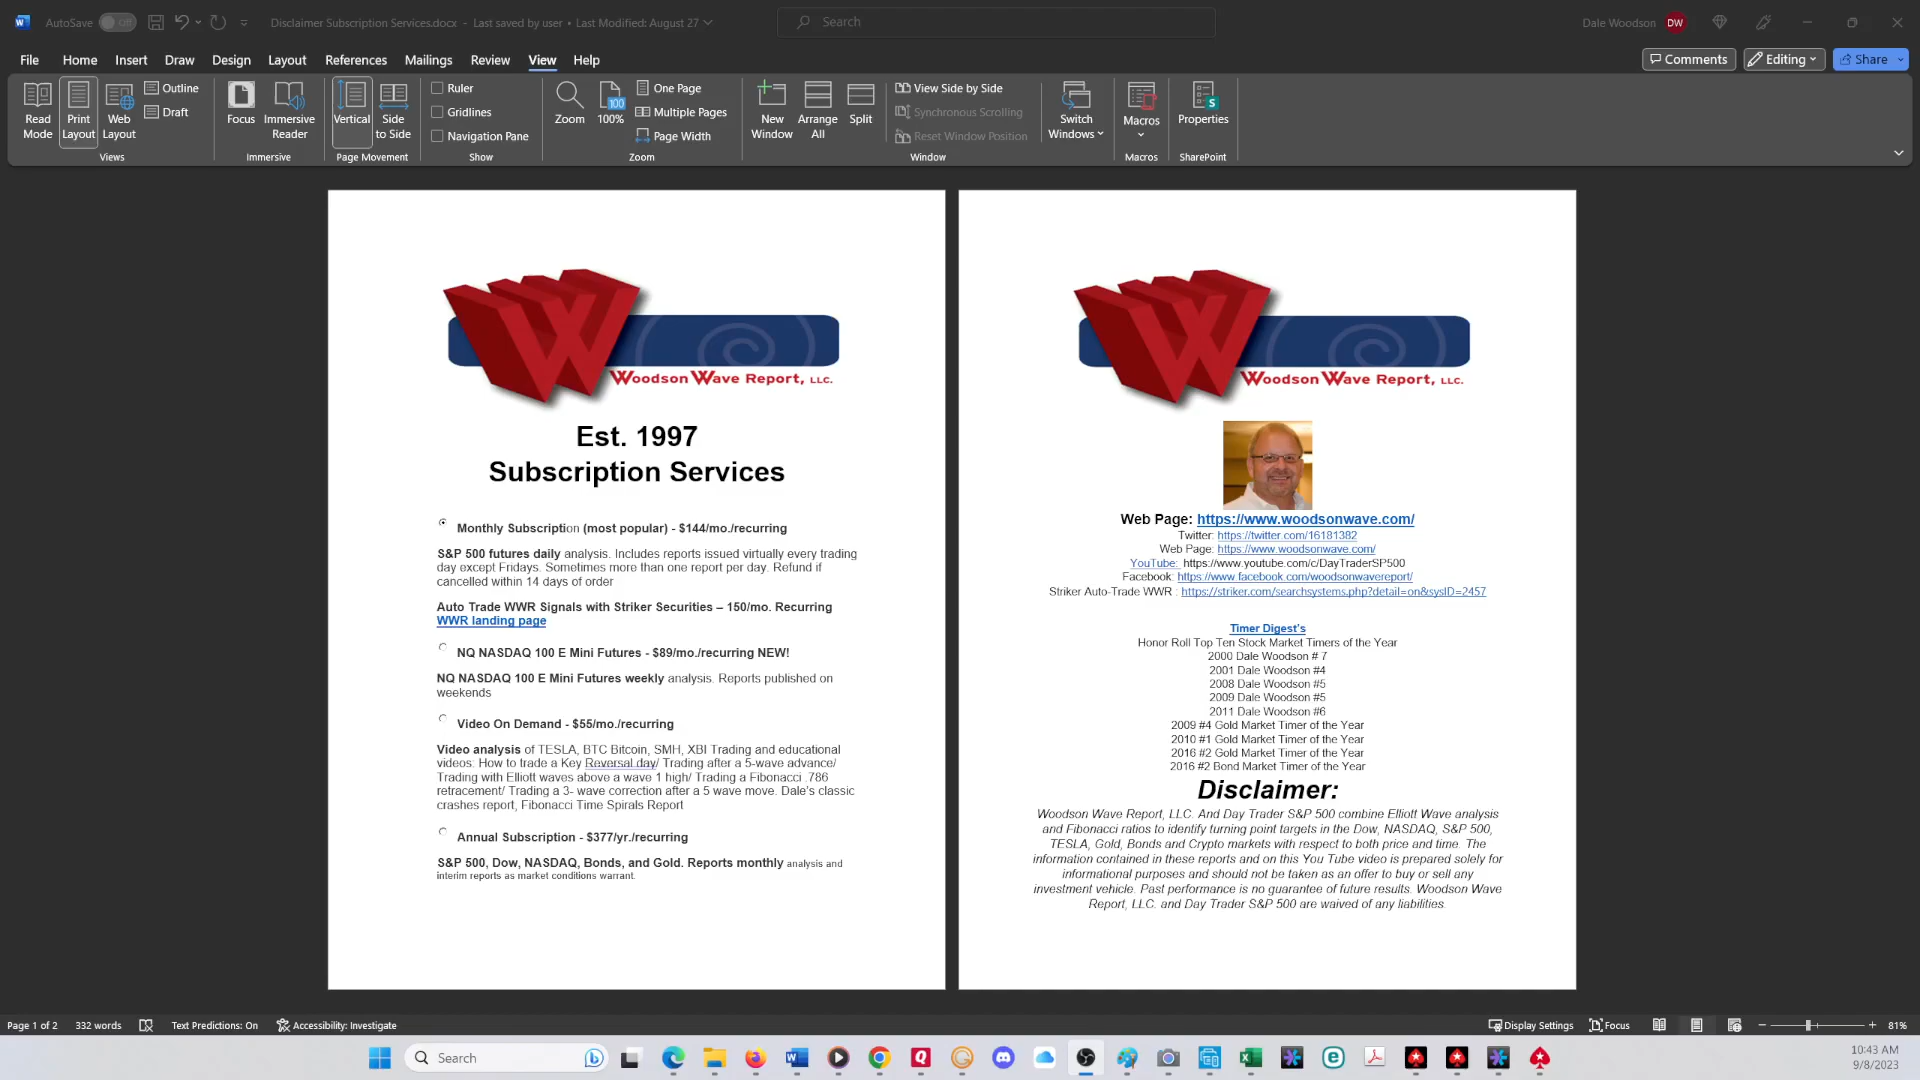 AutoSave Off Disclaimer Subscription Services.docx - Last saved by user • Last Modified: August 27 Search Dale Woodson DW
File Home Insert Draw Design Layout References Mailings Review View Help Comments Editing Share
Read Mode
Print Layout
Web Layout
Outline
Draft
Views
Focus
Immersive Reader
Immersive
Vertical
Side to Side
Page Movement
Ruler
Gridlines
Navigation Pane
Show
Zoom
100
100%
One Page
Multiple Pages
Page Width
Zoom
New Window
Arrange All
Split
View Side by Side
Synchronous Scrolling
Reset Window Position
Window
Switch Windows
Macros
Macros
S
Properties
SharePoint
Woodson Wave Report, LLC.
Est. 1997
Subscription Services
Monthly Subscription (most popular) - $144/mo./recurring
S&P 500 futures daily analysis. Includes reports issued virtually every trading
day except Fridays. Sometimes more than one report per day. Refund if
cancelled within 14 days of order
Auto Trade WWR Signals with Striker Securities – 150/mo. Recurring
WWR landing page
NQ NASDAQ 100 E Mini Futures - $89/mo./recurring NEW!
NQ NASDAQ 100 E Mini Futures weekly analysis. Reports published on
weekends
Video On Demand - $55/mo./recurring
Video analysis of TESLA, BTC Bitcoin, SMH, XBI Trading and educational
videos: How to trade a Key Reversal day/ Trading after a 5-wave advance/
Trading with Elliott waves above a wave 1 high/ Trading a Fibonacci .786
retracement/ Trading a 3- wave correction after a 5 wave move. Dale's classic
crashes report, Fibonacci Time Spirals Report
Annual Subscription - $377/yr./recurring
S&P 500, Dow, NASDAQ, Bonds, and Gold. Reports monthly analysis and
interim reports as market conditions warrant.
Woodson Wave Report, LLC.
Web Page: https://www.woodsonwave.com/
Twitter: https://twitter.com/16181382
Web Page: https://www.woodsonwave.com/
YouTube: https://www.youtube.com/c/DayTraderSP500
Facebook: https://www.facebook.com/woodsonwavereport/
Striker Auto-Trade WWR : https://striker.com/searchsystems.php?detail=on&sysID=2457
Timer Digest's
Honor Roll Top Ten Stock Market Timers of the Year
2000 Dale Woodson # 7
2001 Dale Woodson #4
2008 Dale Woodson #5
2009 Dale Woodson #5
2011 Dale Woodson #6
2009 #4 Gold Market Timer of the Year
2010 #1 Gold Market Timer of the Year
2016 #2 Gold Market Timer of the Year
2016 #2 Bond Market Timer of the Year
Disclaimer:
Woodson Wave Report, LLC. And Day Trader S&P 500 combine Elliott Wave analysis
and Fibonacci ratios to identify turning point targets in the Dow, NASDAQ, S&P 500,
TESLA, Gold, Bonds and Crypto markets with respect to both price and time. The
information contained in these reports and on this You Tube video is prepared solely for
informational purposes and should not be taken as an offer to buy or sell any
investment vehicle. Past performance is no guarantee of future results. Woodson Wave
Report, LLC. and Day Trader S&P 500 are waived of any liabilities.
Page 1 of 2 332 words Text Predictions: On Accessibility: Investigate Display Settings Focus 81%
Search
10:43 AM
9/8/2023